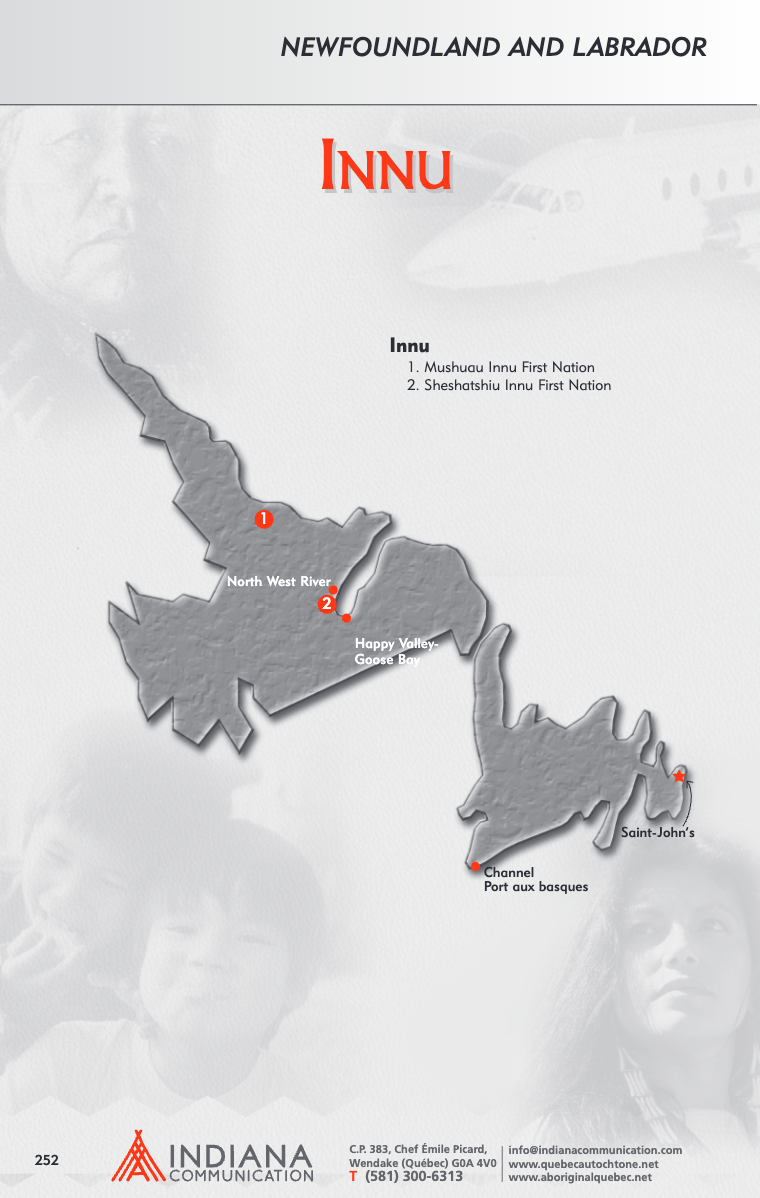 NEWFOUNDLAND AND LABRADOR
INNU
Innu
1. Mushuau Innu First Nation
2. Sheshatshiu Innu First Nation
1
North West River
2
Happy Valley-
Goose Bay
Saint-John's
Channel
Port aux basques
252
INDIANA
COMMUNICATION
C.P. 383, Chef Émile Picard,
Wendake (Québec) G0A 4V0
T (581) 300-6313
info@indianacommunication.com
www.quebecautochtone.net
www.aboriginalquebec.net